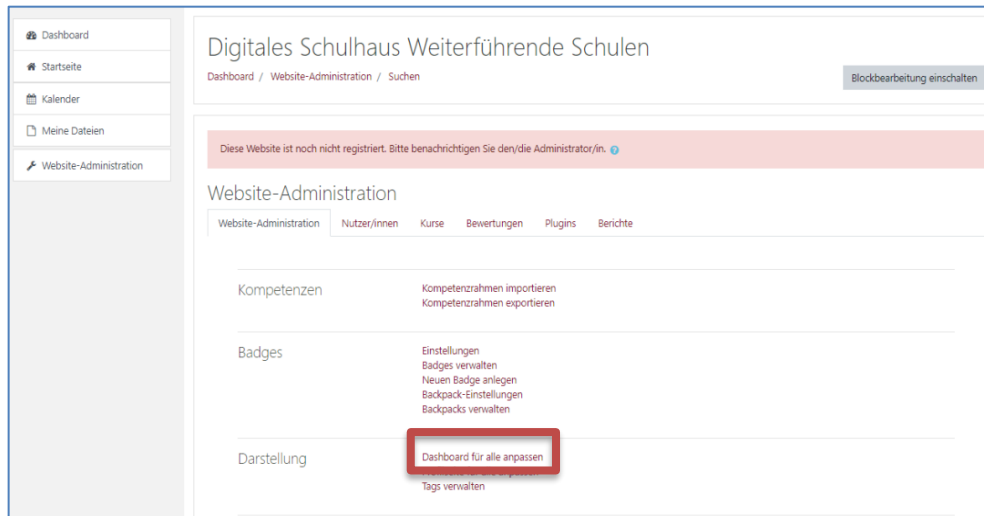 Dashboard
Startseite
Kalender
Meine Dateien
Website-Administration
Digitales Schulhaus Weiterführende Schulen
Dashboard / Website-Administration / Suchen
Blockbearbeitung einschalten
Diese Website ist noch nicht registriert. Bitte benachrichtigen Sie den/die Administrator/in.
Website-Administration
Website-Administration Nutzer/innen Kurse Bewertungen Plugins Berichte
Kompetenzen
Kompetenzrahmen importieren
Kompetenzrahmen exportieren
Badges
Einstellungen
Badges verwalten
Neuen Badge anlegen
Backpack-Einstellungen
Backpacks verwalten
Darstellung
Dashboard für alle anpassen
Tags verwalten